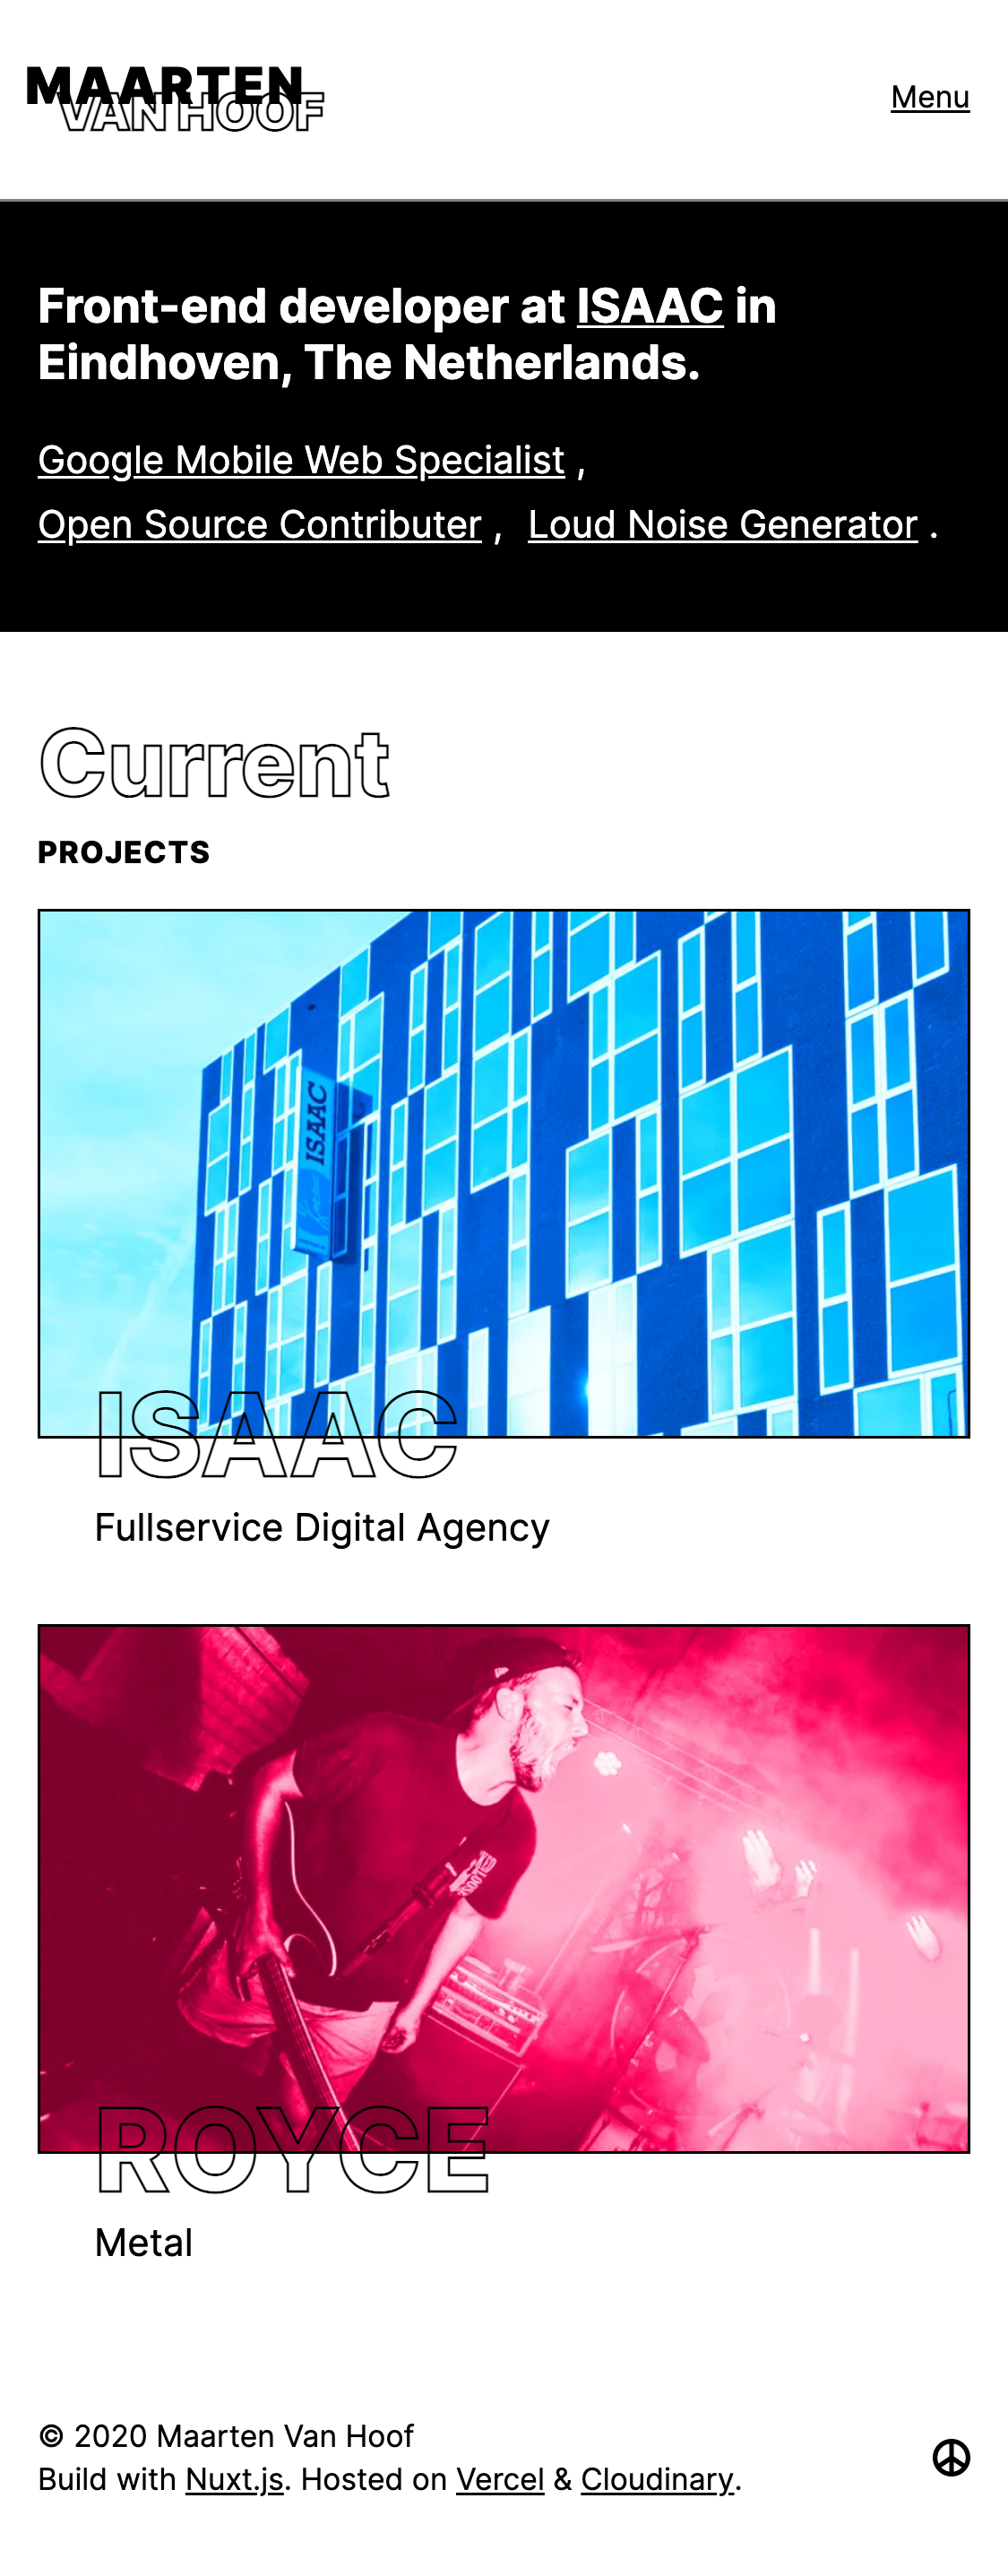 MAARTEN
VAN HOOF
Menu
Front-end developer at ISAAC in
Eindhoven, The Netherlands.
Google Mobile Web Specialist ,
Open Source Contributer , Loud Noise Generator .
Current
PROJECTS
ISAAC
ISAAC
Fullservice Digital Agency
ROYCE
Metal
© 2020 Maarten Van Hoof
Build with Nuxt.js. Hosted on Vercel & Cloudinary.